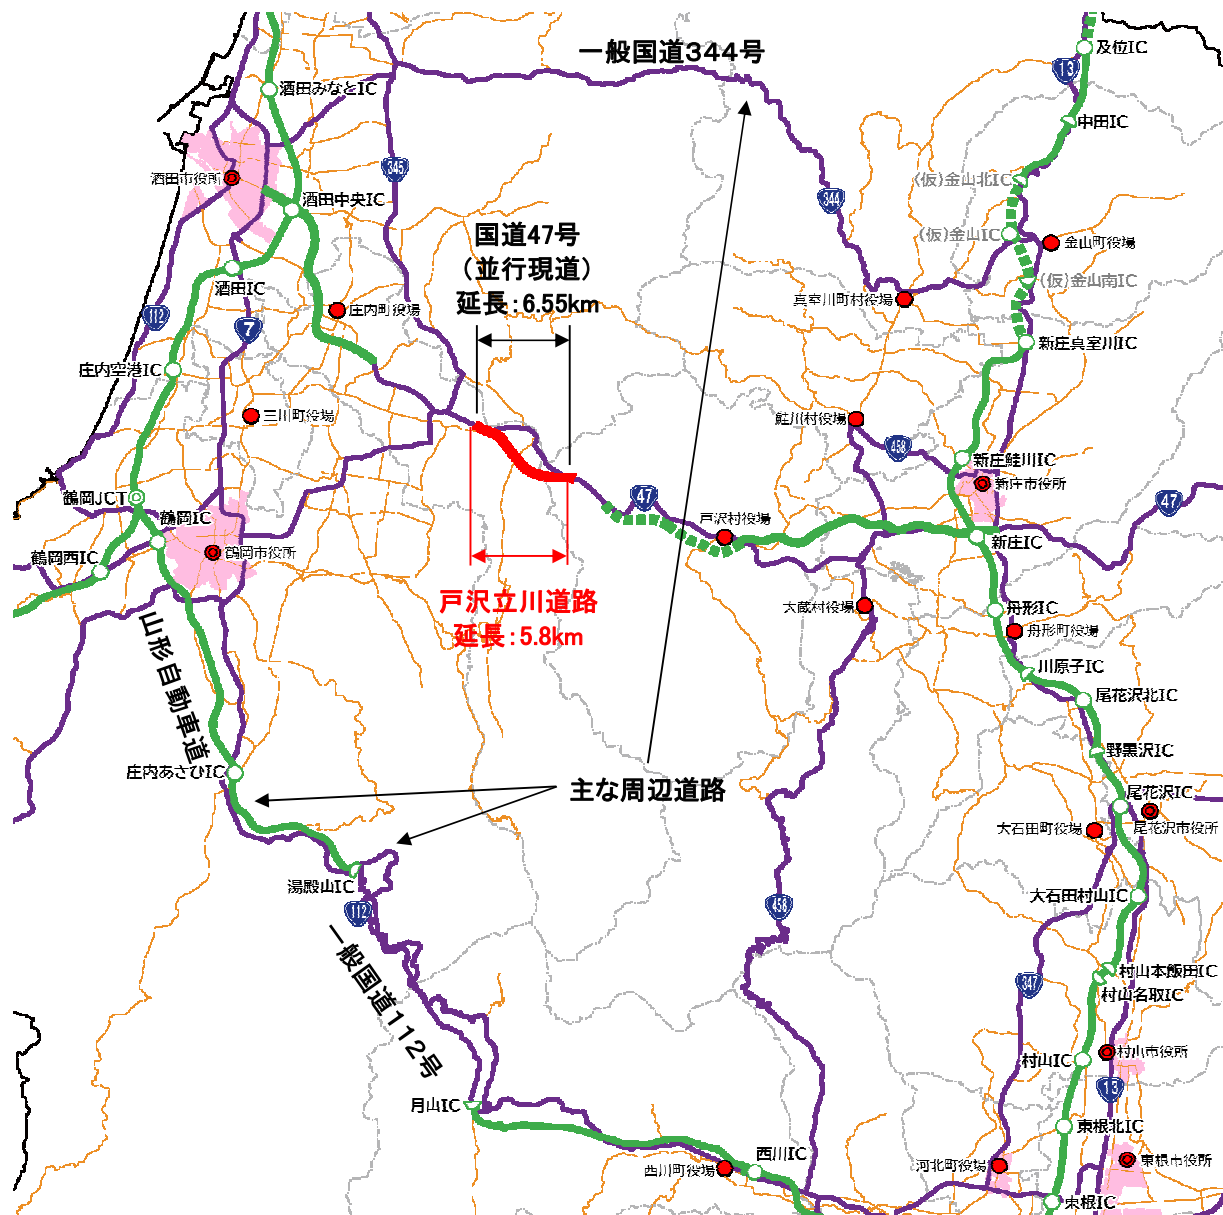 一般国道344号
及位IC
13
酒田みなとIC
中田IC
345
酒田市役所
(仮)金山北IC
344
酒田中央IC
国道47号
（並行現道）
延長：6.55km
(仮)金山IC
金山町役場
酒田IC
(仮)金山南IC
真室川町村役場
112
庄内町役場
7
新庄真室川IC
庄内空港IC
三川町役場
鮭川村役場
458
新庄鮭川IC
新庄市役所
鶴岡JCT
47
47
鶴岡IC
戸沢村役場
新庄IC
鶴岡西IC
鶴岡市役所
戸沢立川道路
延長：5.8km
大蔵村役場
舟形IC
舟形町役場
山形自動車道
川原子IC
尾花沢北IC
野黒沢IC
庄内あさひIC
主な周辺道路
尾花沢IC
大石田町役場
尾花沢市役所
湯殿山IC
大石田村山IC
112
458
一般国道112号
村山本飯田IC
347
村山名取IC
村山IC
村山市役所
13
月山IC
東根北IC
西川IC
西川町役場
河北町役場
東根市役所
東根IC